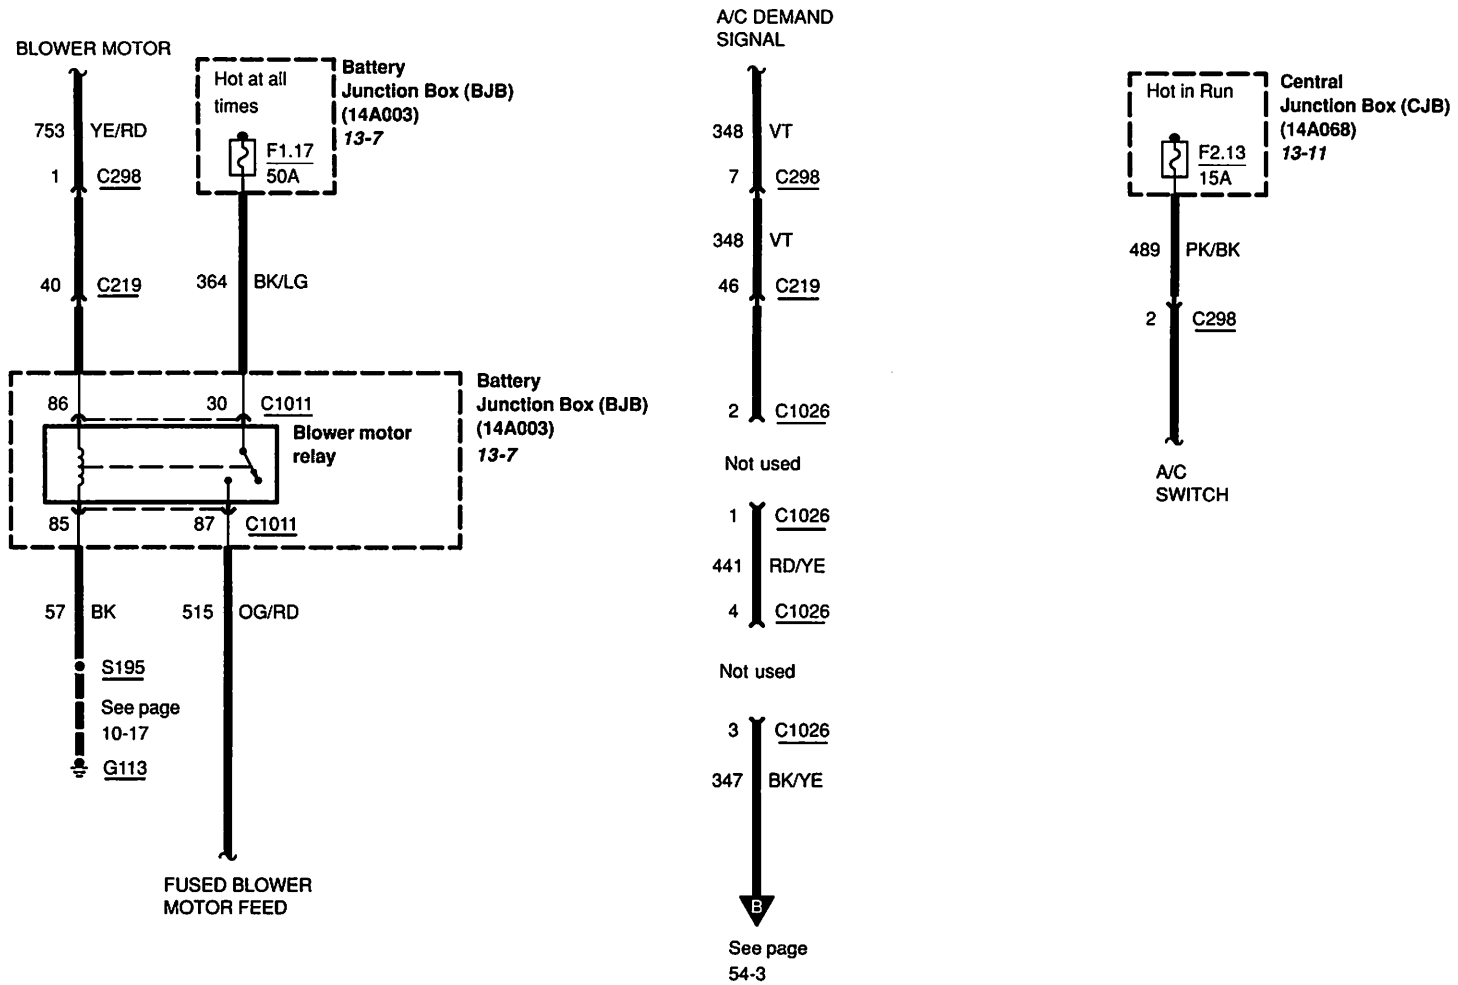 BLOWER MOTOR
753 YE/RD
1 C298
40 C219
Hot at all
times
F1.17
50A
Battery
Junction Box (BJB)
(14A003)
13-7
364 BK/LG
86 30 C1011
Blower motor
relay
85 87 C1011
Battery
Junction Box (BJB)
(14A003)
13-7
57 BK
515 OG/RD
S195
See page
10-17
G113
FUSED BLOWER
MOTOR FEED
A/C DEMAND
SIGNAL
348 VT
7 C298
348 VT
46 C219
2 C1026
Not used
1 C1026
441 RD/YE
4 C1026
Not used
3 C1026
347 BK/YE
B
See page
54-3
Hot in Run
F2.13
15A
Central
Junction Box (CJB)
(14A068)
13-11
489 PK/BK
2 C298
A/C
SWITCH